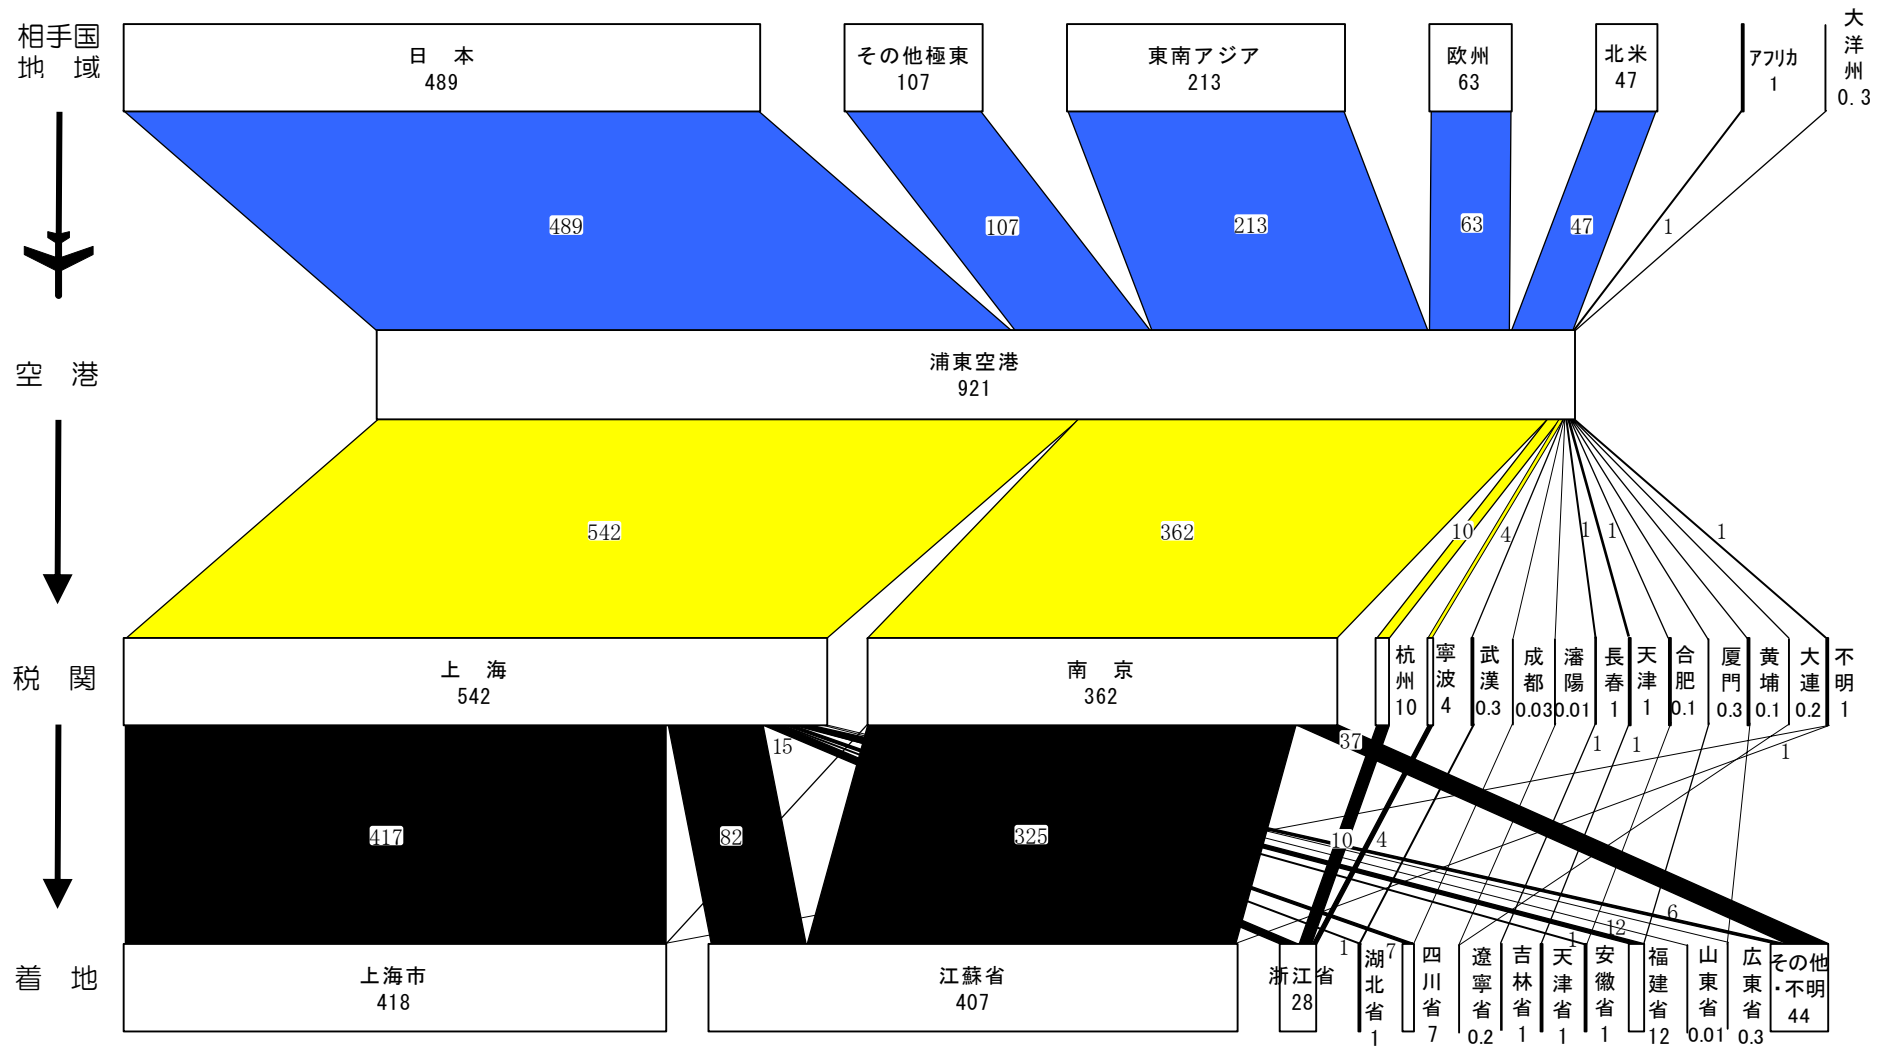 相手国
地　域
日　本
489
その他極東
107
東南アジア
213
欧州
63
北米
47
アフリカ
1
大洋州
0.3
489
107
213
63
47
1
空　港
浦東空港
921
542
362
10
4
1
1
1
税　関
上　海
542
南　京
362
杭州
10
寧波
4
武漢
0.3
成都
0.03
瀋陽
0.01
長春
1
天津
1
合肥
0.1
厦門
0.3
黄埔
0.1
大連
0.2
不明
1
15
37
1
1
1
417
82
325
10
4
6
12
1
1
7
着　地
上海市
418
江蘇省
407
浙江省
28
湖北省
1
四川省
7
遼寧省
0.2
吉林省
1
天津省
1
安徽省
1
福建省
12
山東省
0.01
広東省
0.3
その他
・不明
44